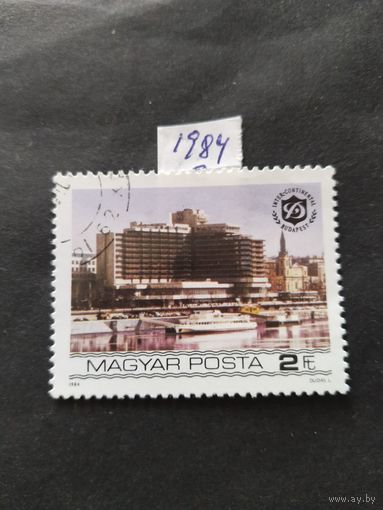 1984
INTER·CONTINENTAL
BUDAPEST
MAGYAR POSTA 2 Ft
1984
DUDÁS L.
ay.by